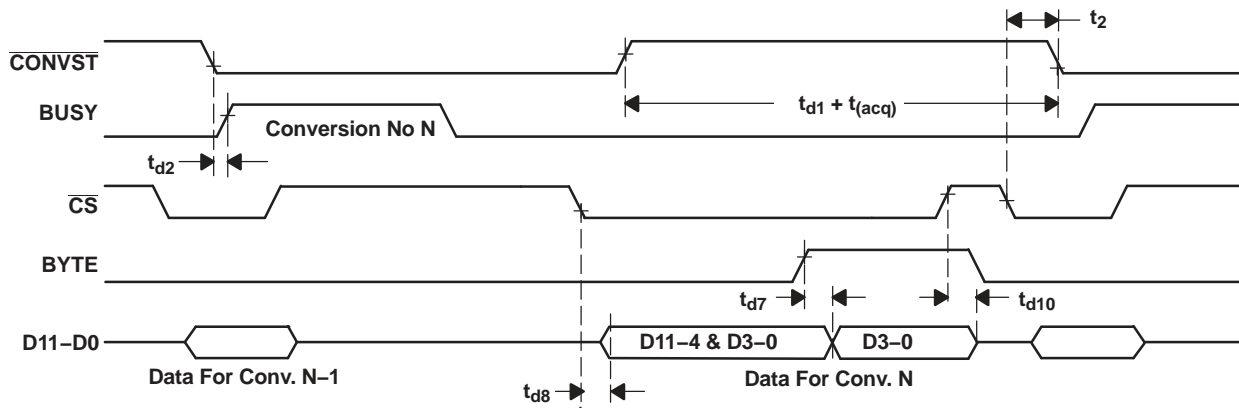 t2
CONVST
td1 + t(acq)
BUSY
Conversion No N
td2
CS
BYTE
td7
td10
D11–D0
D11–4 & D3–0
D3–0
Data For Conv. N–1
Data For Conv. N
td8